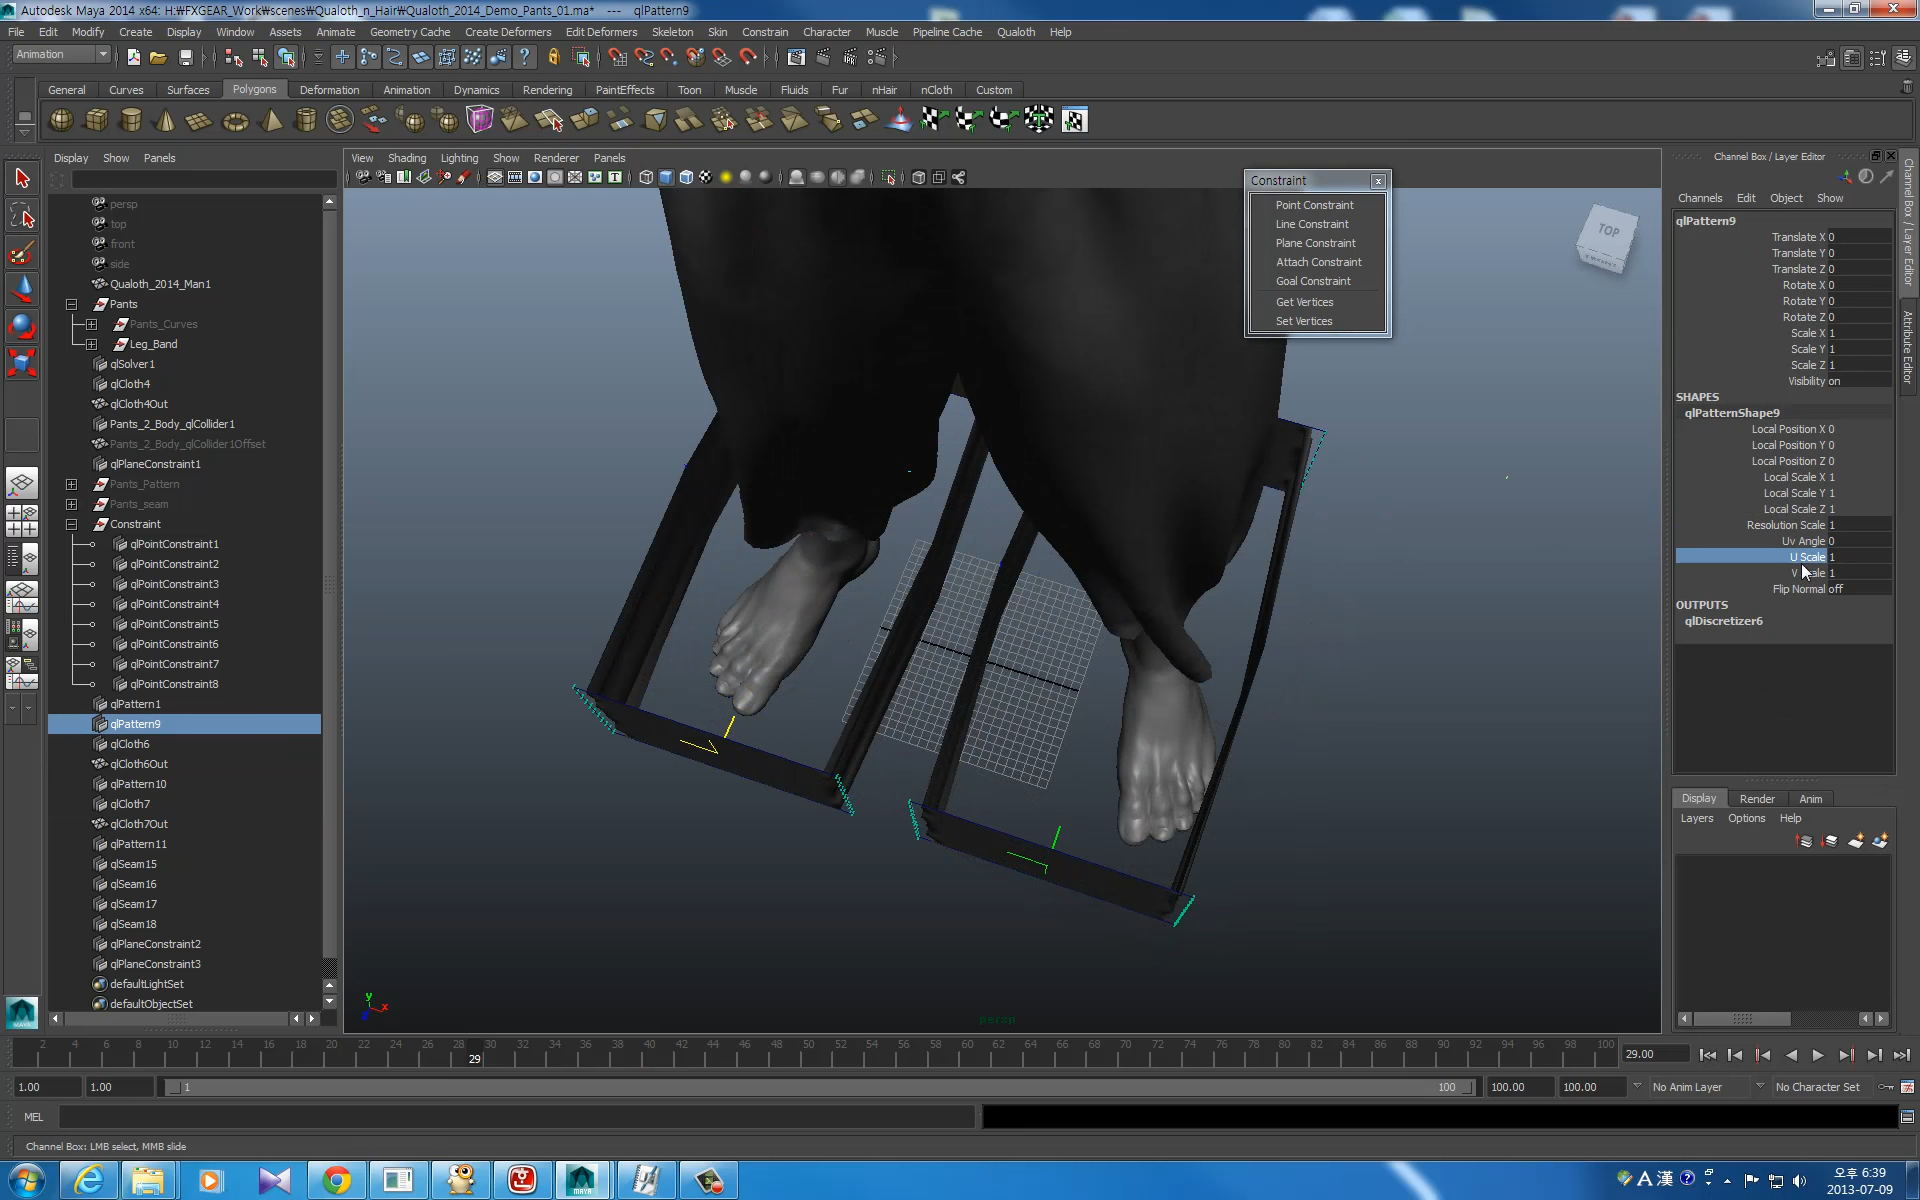 Autodesk Maya 2014 x64: H:\FXGEAR_Work\scenes\Qualoth_n_Hair\Qualoth_2014_Demo_Pants_01.ma* --- qlPattern9
File Edit Modify Create Display Window Assets Animate Geometry Cache Create Deformers Edit Deformers Skeleton Skin Constrain Character Muscle Pipeline Cache Qualoth Help
Animation
General Curves Surfaces Polygons Deformation Animation Dynamics Rendering PaintEffects Toon Muscle Fluids Fur nHair nCloth Custom
Display Show Panels
View Shading Lighting Show Renderer Panels
Channel Box / Layer Editor
Channels Edit Object Show
persp
top
front
side
Qualoth_2014_Man1
Pants
Pants_Curves
Leg_Band
qlSolver1
qlCloth4
qlCloth4Out
Pants_2_Body_qlCollider1
Pants_2_Body_qlCollider1Offset
qlPlaneConstraint1
Pants_Pattern
Pants_seam
Constraint
qlPointConstraint1
qlPointConstraint2
qlPointConstraint3
qlPointConstraint4
qlPointConstraint5
qlPointConstraint6
qlPointConstraint7
qlPointConstraint8
qlPattern1
qlPattern9
qlCloth6
qlCloth6Out
qlPattern10
qlCloth7
qlCloth7Out
qlPattern11
qlSeam15
qlSeam16
qlSeam17
qlSeam18
qlPlaneConstraint2
qlPlaneConstraint3
defaultLightSet
defaultObjectSet
Constraint
Point Constraint
Line Constraint
Plane Constraint
Attach Constraint
Goal Constraint
Get Vertices
Set Vertices
TOP
y
x
z
persp
qlPattern9
Translate X 0
Translate Y 0
Translate Z 0
Rotate X 0
Rotate Y 0
Rotate Z 0
Scale X 1
Scale Y 1
Scale Z 1
Visibility on
SHAPES
qlPatternShape9
Local Position X 0
Local Position Y 0
Local Position Z 0
Local Scale X 1
Local Scale Y 1
Local Scale Z 1
Resolution Scale 1
Uv Angle 0
U Scale 1
1
Flip Normal off
OUTPUTS
qlDiscretizer6
Channel Box / Layer Editor
Attribute Editor
Display Render Anim
Layers Options Help
2 4 6 8 10 12 14 16 18 20 22 24 26 28 30 32 34 36 38 40 42 44 46 48 50 52 54 56 58 60 62 64 66 68 70 72 74 76 78 80 82 84 86 88 90 92 94 96 98 100
29
29.00
1.00 1.00 1 100 100.00 100.00 No Anim Layer No Character Set
MEL
Channel Box: LMB select, MMB slide
MAYA
A 漢
오후 6:39
2013-07-09